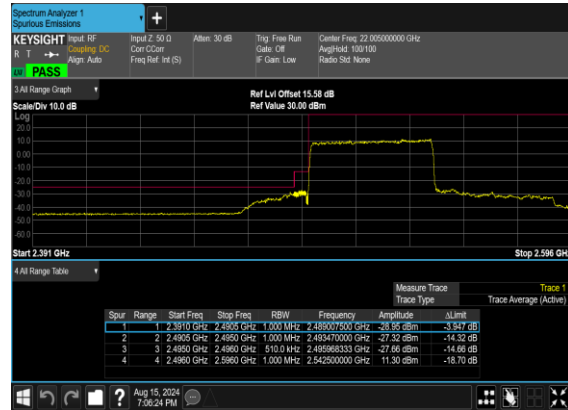 Spectrum Analyzer 1
Spurious Emissions
+
KEYSIGHT Input: RF Input Z: 50 Ω Atten: 30 dB Trig: Free Run Center Freq: 22.005000000 GHz
R T Coupling: DC Corr CCorr Gate: Off Avg|Hold: 100/100
Align: Auto Freq Ref: Int (S) IF Gain: Low Radio Std: None
PASS
3 All Range Graph
Ref Lvl Offset 15.58 dB
Scale/Div 10.0 dB Ref Value 30.00 dBm
Log
20.0
10.0
0.00
-10.0
-20.0
-30.0
-40.0
-50.0
-60.0
Start 2.391 GHz Stop 2.596 GHz
4 All Range Table
Measure Trace Trace 1
Trace Type Trace Average (Active)
Spur Range Start Freq Stop Freq RBW Frequency Amplitude ΔLimit
1 1 2.3910 GHz 2.4905 GHz 1.000 MHz 2.489007500 GHz -28.95 dBm -3.947 dB
2 2 2.4905 GHz 2.4950 GHz 1.000 MHz 2.493470000 GHz -27.32 dBm -14.32 dB
3 3 2.4950 GHz 2.4960 GHz 510.0 kHz 2.495968333 GHz -27.66 dBm -14.66 dB
4 4 2.4960 GHz 2.5960 GHz 1.000 MHz 2.542500000 GHz 11.30 dBm -18.70 dB
? Aug 15, 2024
7:06:24 PM